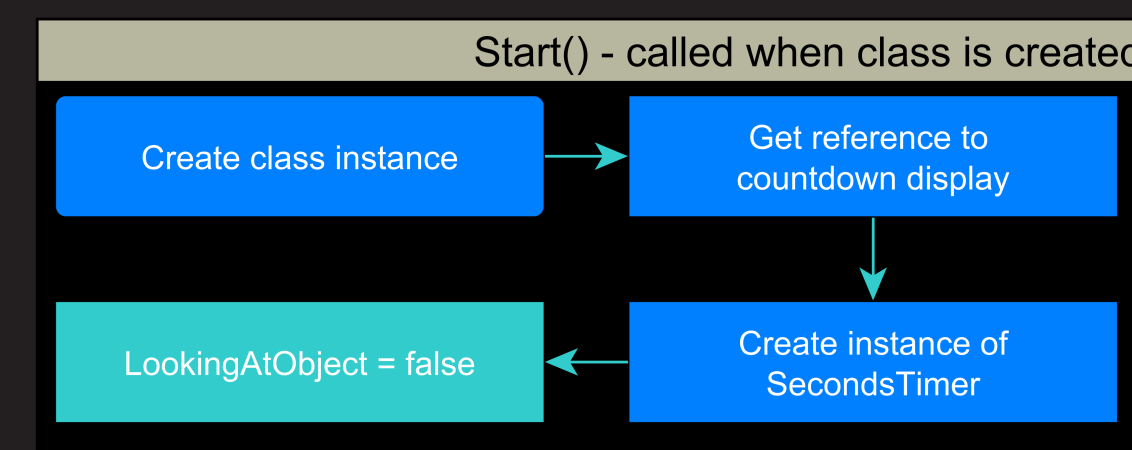 Start() - called when class is created
Create class instance
Get reference to
countdown display
LookingAtObject = false
Create instance of
SecondsTimer